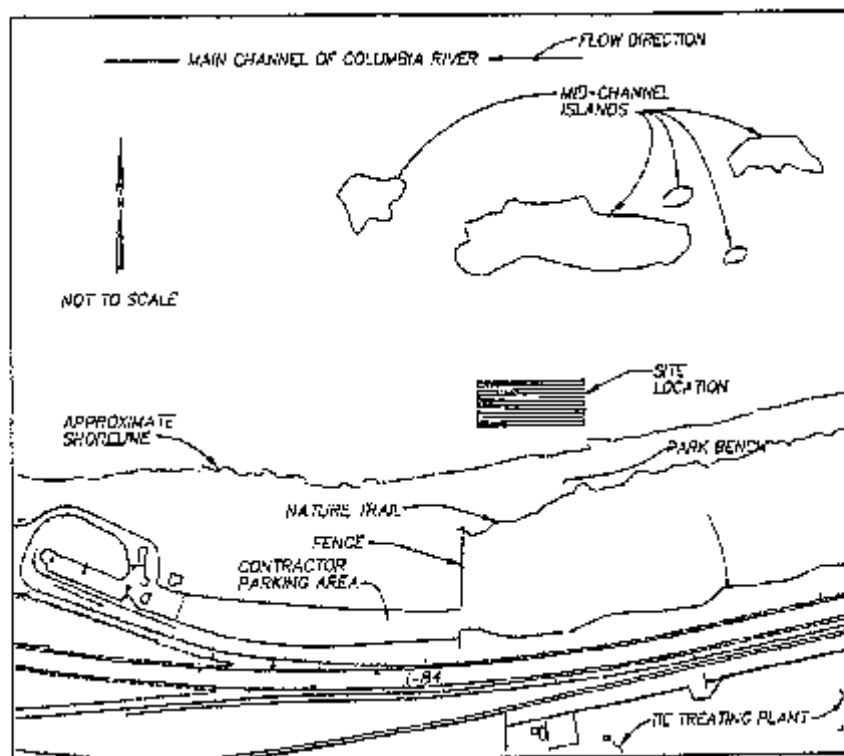 FLOW DIRECTION
MAIN CHANNEL OF COLUMBIA RIVER
MID-CHANNEL
ISLANDS
N
NOT TO SCALE
SITE
LOCATION
APPROXIMATE
SHORELINE
PARK BENCH
NATURE TRAIL
FENCE
CONTRACTOR
PARKING AREA
I-84
TIE TREATING PLANT